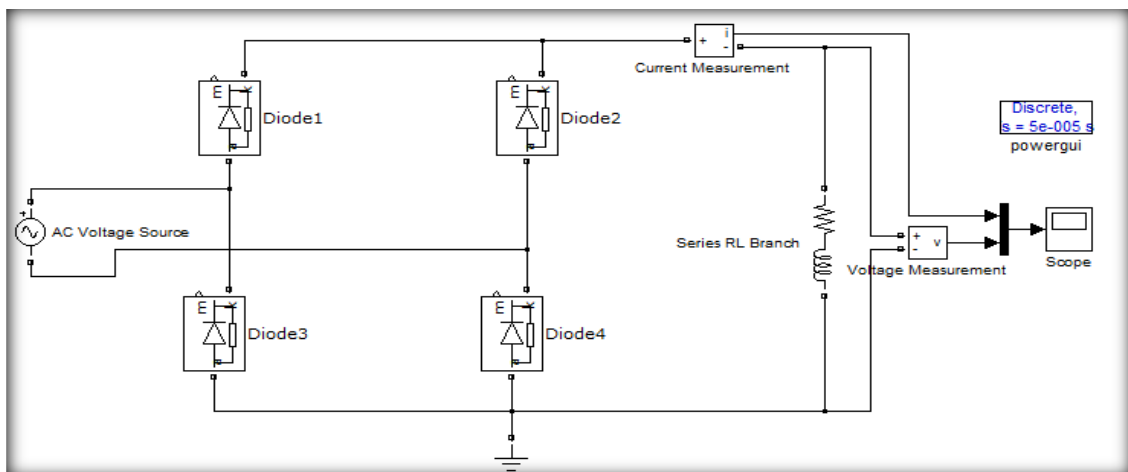 i
+
-
Current Measurement
E
Diode1
E
Diode2
Discrete,
s = 5e-005 s
powergui
+
AC Voltage Source
Series RL Branch
+
-
v
Voltage Measurement
Scope
E
Diode3
E
Diode4